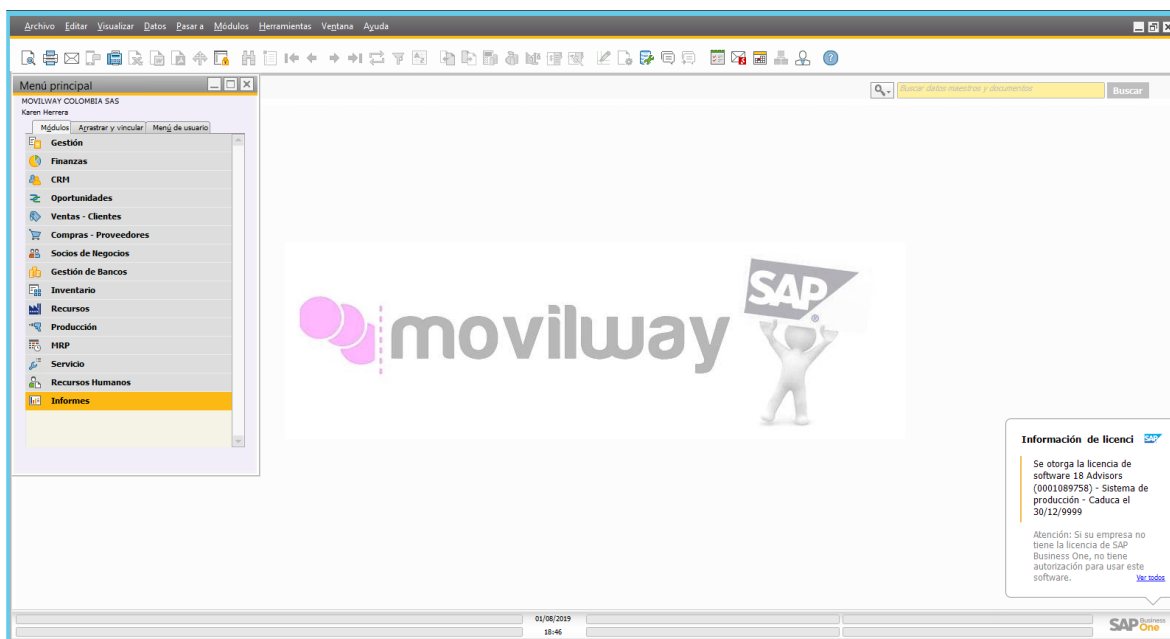 Archivo Editar Visualizar Datos Pasar a Módulos Herramientas Ventana Ayuda
Menú principal
MOVILWAY COLOMBIA SAS
Karen Herrera
Módulos Arrastrar y vincular Menú de usuario
Gestión
Finanzas
CRM
Oportunidades
Ventas - Clientes
Compras - Proveedores
Socios de Negocios
Gestión de Bancos
Inventario
Recursos
Producción
MRP
Servicio
Recursos Humanos
Informes
Buscar datos maestros y documentos
Buscar
movilway
SAP
®
Información de licenci
SAP
Se otorga la licencia de
software 18 Advisors
(0001089758) - Sistema de
producción - Caduca el
30/12/9999
Atención: Si su empresa no
tiene la licencia de SAP
Business One, no tiene
autorización para usar este
software.
Ver todos
01/08/2019
18:46
SAP Business One